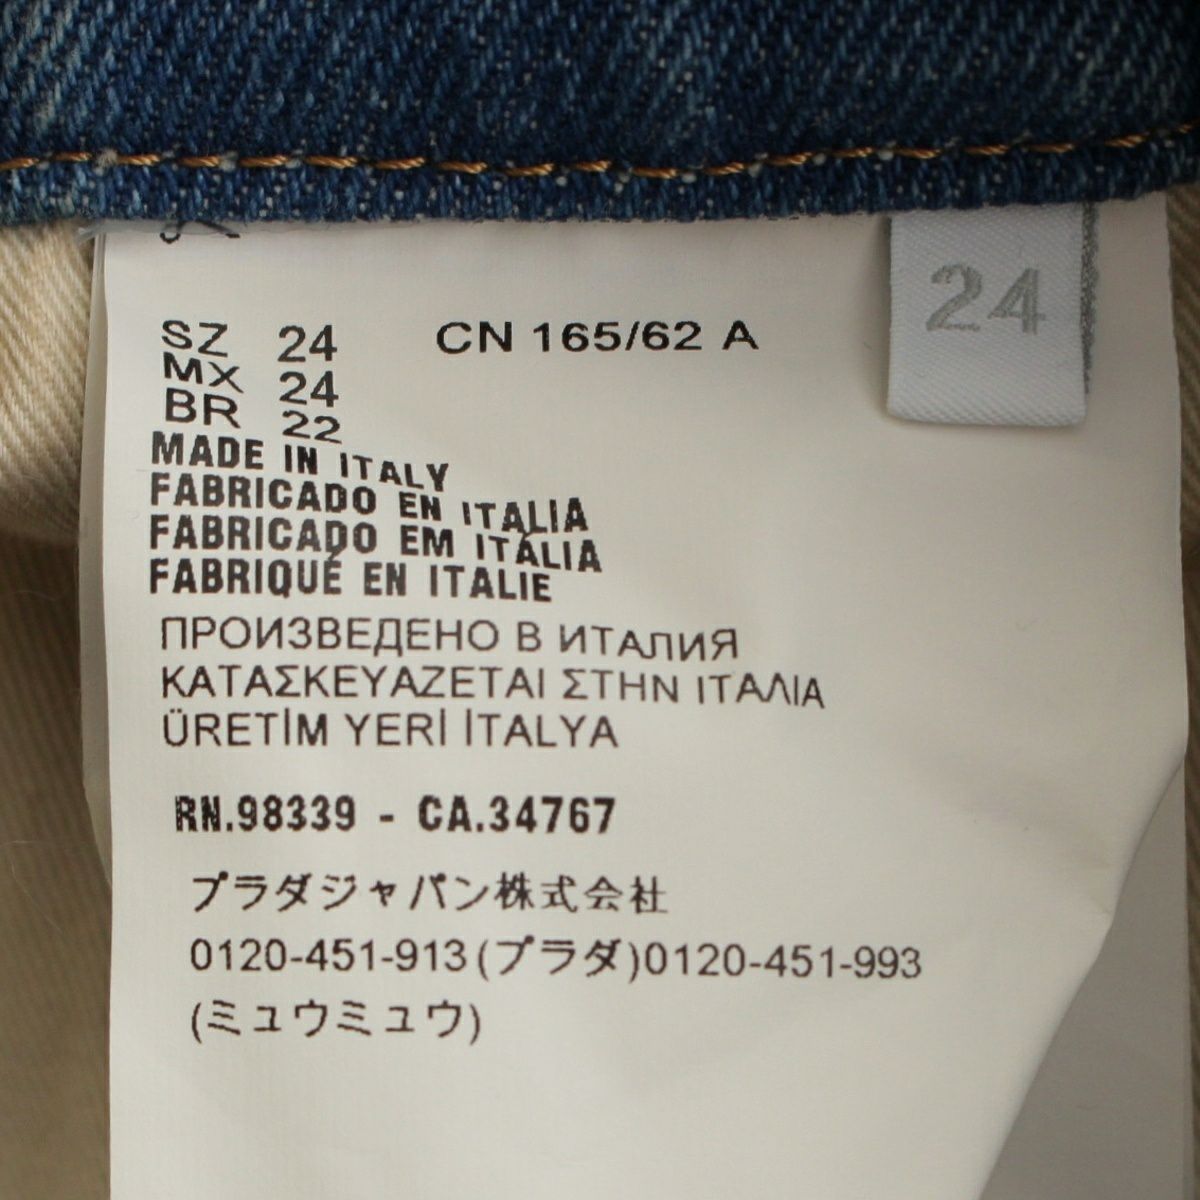 SZ 24 CN 165/62 A 24
MX 24
BR 22
MADE IN ITALY
FABRICADO EN ITALIA
FABRICADO EM ITÁLIA
FABRIQUÉ EN ITALIE
ПРОИЗВЕДЕНО В ИТАЛИЯ
ΚΑΤΑΣΚΕΥΑΖΕΤΑΙ ΣΤΗΝ ΙΤΑΛΙΑ
ÜRETİM YERİ İTALYA
RN.98339 - CA.34767
プラダジャパン株式会社
0120-451-913(プラダ)0120-451-993
(ミュウミュウ)